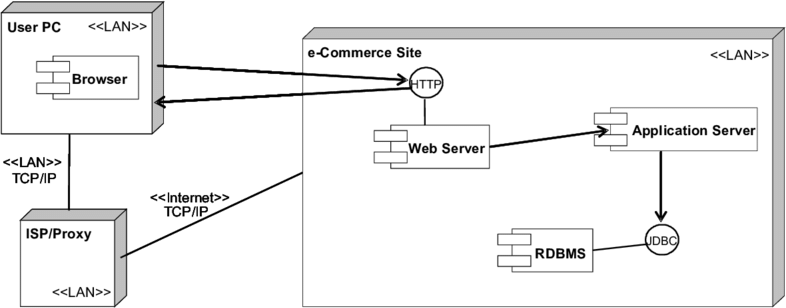 User PC
<<LAN>>
Browser
<<LAN>>
TCP/IP
ISP/Proxy
<<LAN>>
<<Internet>>
TCP/IP
e-Commerce Site
<<LAN>>
HTTP
Web Server
Application Server
JDBC
RDBMS